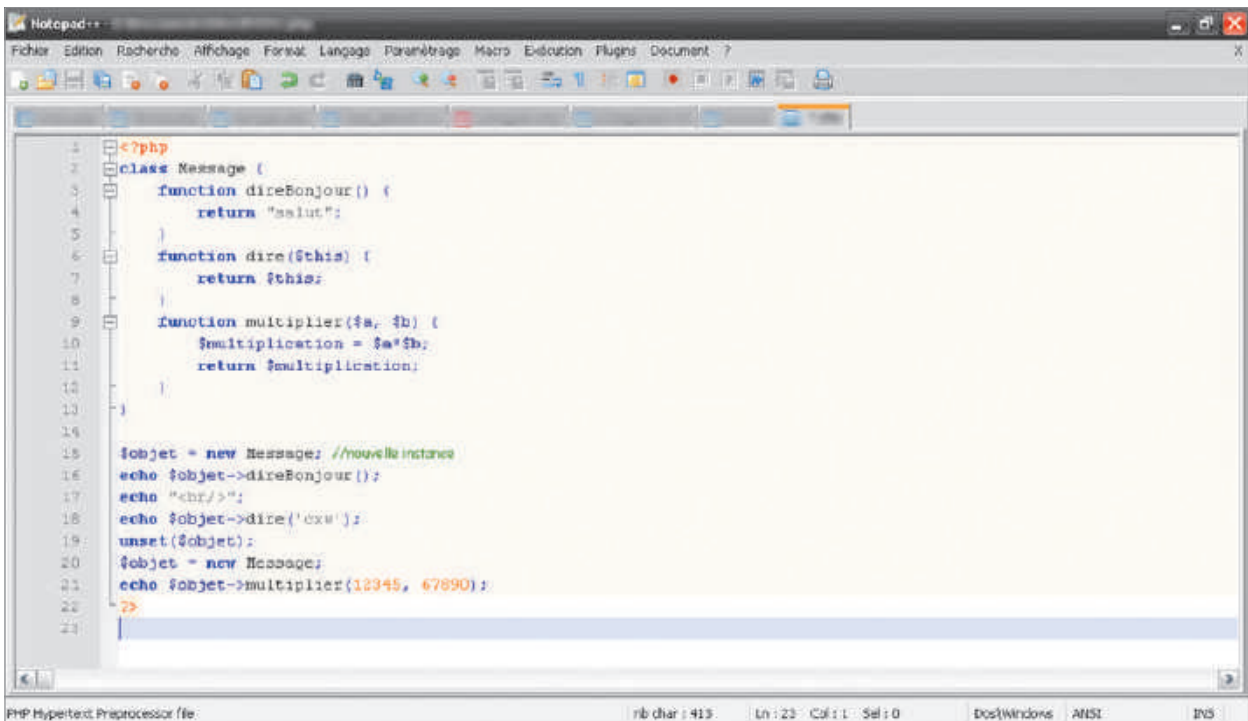 Notepad++
Fichier Edition Recherche Affichage Format Langage Paramètrage Macro Exécution Plugins Document ? X
1 <?php
2 class Message {
3 function direBonjour() {
4 return "salut";
5 }
6 function dire($this) {
7 return $this;
8 }
9 function multiplier($a, $b) {
10 $multiplication = $a*$b;
11 return $multiplication;
12 }
13 }
14
15 $objet = new Message; //nouvelle instance
16 echo $objet->direBonjour();
17 echo "<br/>";
18 echo $objet->dire('cxw');
19 unset($objet);
20 $objet = new Message;
21 echo $objet->multiplier(12345, 67890);
22 ?>
23
PHP Hypertext Preprocessor file nb char : 413 Ln : 23 Col : 1 Sel : 0 Dos\Windows ANSI INS